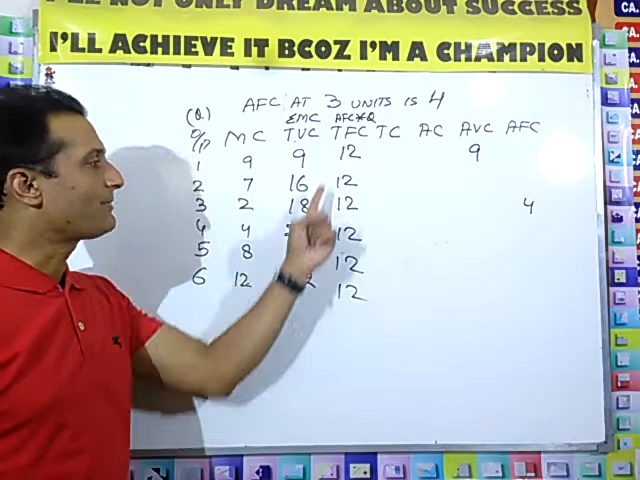 I'LL NOT ONLY DREAM ABOUT SUCCESS
I'LL ACHIEVE IT BCOZ I'M A CHAMPION
AFC AT 3 UNITS IS 4
(Q) ΣMC AFC×Q
O/P MC TVC TFC TC AC AVC AFC
1 9 9 12 9
2 7 16 12
3 2 18 12 4
4 4 12
5 8 12
6 12 12